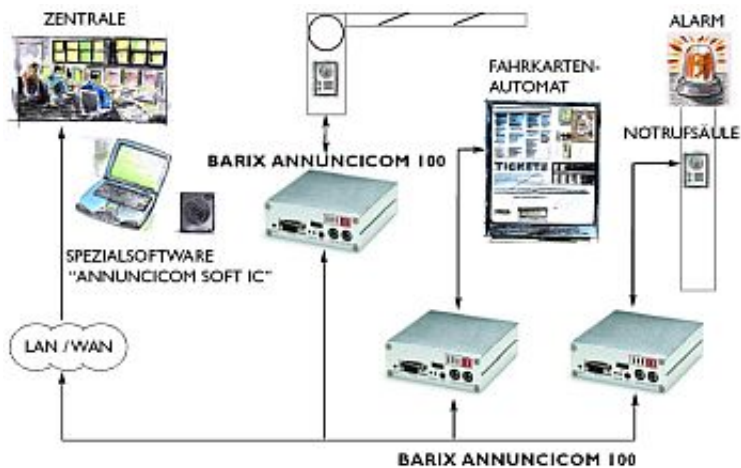 ZENTRALE
ALARM
FAHRKARTEN-
AUTOMAT
NOTRUFSÄULE
BARIX ANNUNCICOM 100
TICKETS
SPEZIALSOFTWARE
"ANNUNCICOM SOFT IC"
LAN / WAN
BARIX ANNUNCICOM 100